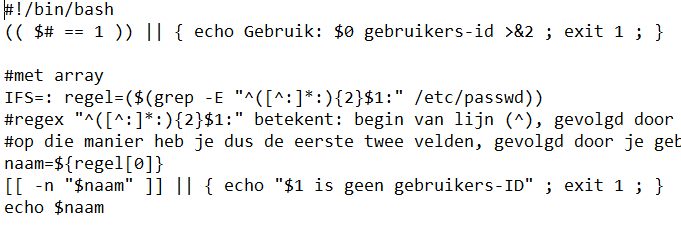 #!/bin/bash
(( $# == 1 )) || { echo Gebruik: $0 gebruikers-id >&2 ; exit 1 ; }
#met array
IFS=: regel=($(grep -E "^([^:]*:){2}$1:" /etc/passwd))
#regex "^([^:]*:){2}$1:" betekent: begin van lijn (^), gevolgd door
#op die manier heb je dus de eerste twee velden, gevolgd door je geb
naam=${regel[0]}
[[ -n "$naam" ]] || { echo "$1 is geen gebruikers-ID" ; exit 1 ; }
echo $naam